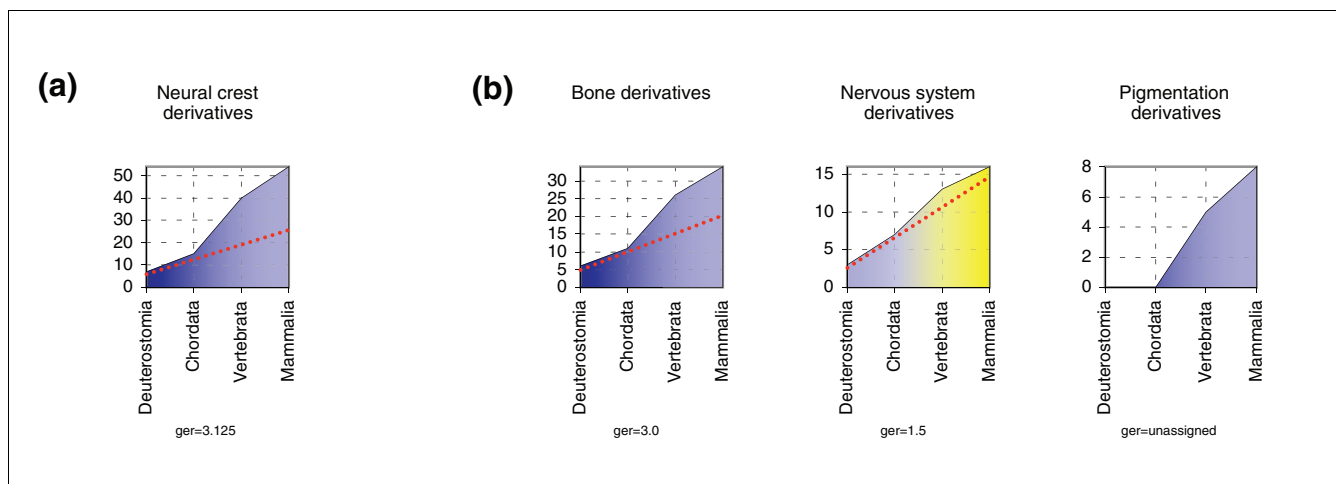 (a)
Neural crest
derivatives
50
40
30
20
10
0
Deuterostomia
Chordata
Vertebrata
Mammalia
ger=3.125
(b)
Bone derivatives
30
25
20
15
10
5
0
Deuterostomia
Chordata
Vertebrata
Mammalia
ger=3.0
Nervous system
derivatives
15
10
5
0
Deuterostomia
Chordata
Vertebrata
Mammalia
ger=1.5
Pigmentation
derivatives
8
6
4
2
0
Deuterostomia
Chordata
Vertebrata
Mammalia
ger=unassigned